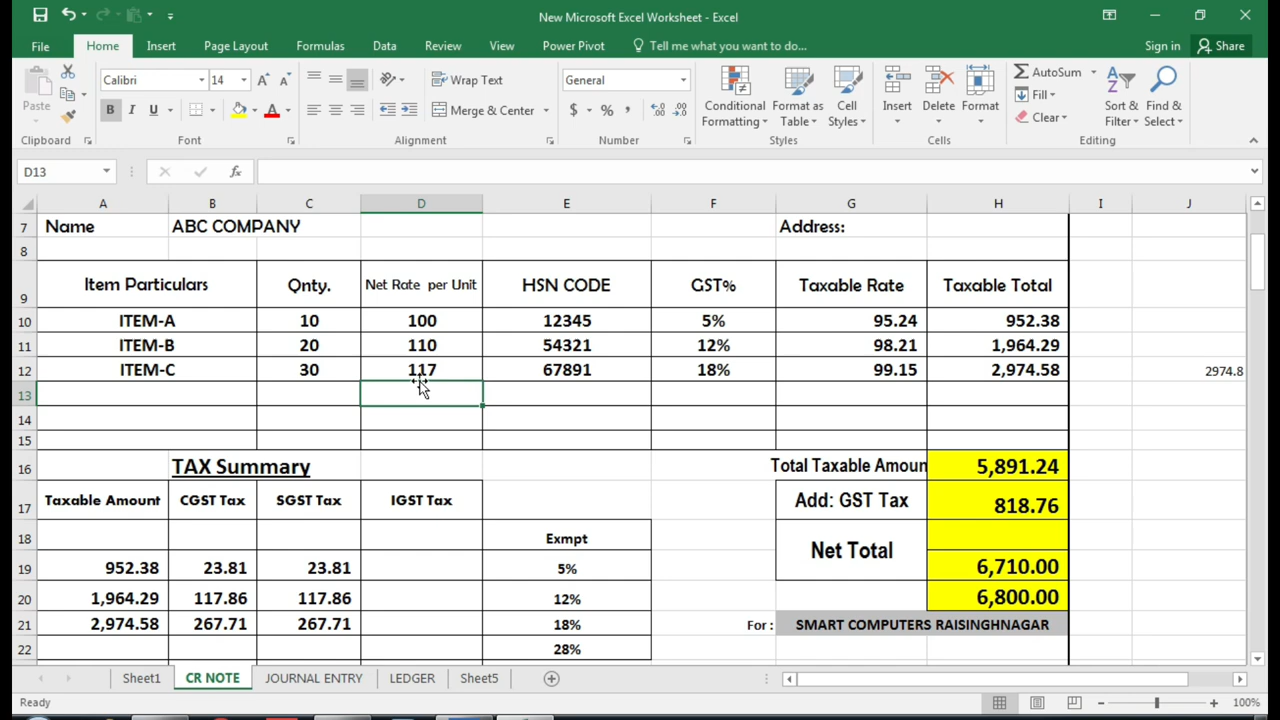 New Microsoft Excel Worksheet - Excel
File Home Insert Page Layout Formulas Data Review View Power Pivot Tell me what you want to do... Sign in Share
Calibri 14 Wrap Text General AutoSum
Paste Conditional Format as Cell Insert Delete Format Fill Sort & Find &
B I U Merge & Center $ % , Formatting Table Styles Clear Filter Select
Clipboard Font Alignment Number Styles Cells Editing
D13 fx
A B C D E F G H I J
7 Name ABC COMPANY Address:
8
9 Item Particulars Qnty. Net Rate per Unit HSN CODE GST% Taxable Rate Taxable Total
10 ITEM-A 10 100 12345 5% 95.24 952.38
11 ITEM-B 20 110 54321 12% 98.21 1,964.29
12 ITEM-C 30 117 67891 18% 99.15 2,974.58 2974.8
13
14
15
16 TAX Summary Total Taxable Amoun 5,891.24
17 Taxable Amount CGST Tax SGST Tax IGST Tax Add: GST Tax 818.76
18 Exmpt
Net Total
19 952.38 23.81 23.81 5% 6,710.00
20 1,964.29 117.86 117.86 12% 6,800.00
21 2,974.58 267.71 267.71 18% For : SMART COMPUTERS RAISINGHNAGAR
22 28%
Sheet1 CR NOTE JOURNAL ENTRY LEDGER Sheet5
Ready 100%